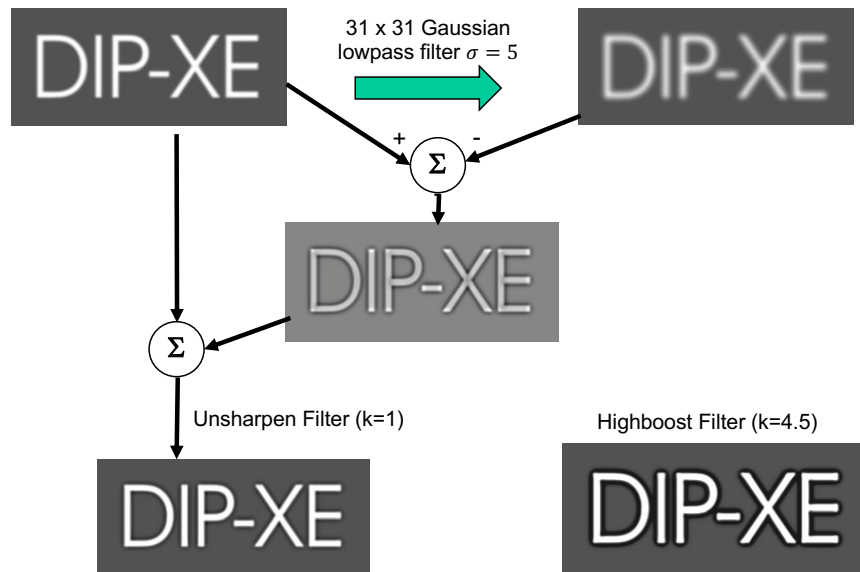 DIP-XE
31 x 31 Gaussian
lowpass filter σ = 5
DIP-XE
+
-
Σ
DIP-XE
Σ
Unsharpen Filter (k=1)
Highboost Filter (k=4.5)
DIP-XE
DIP-XE